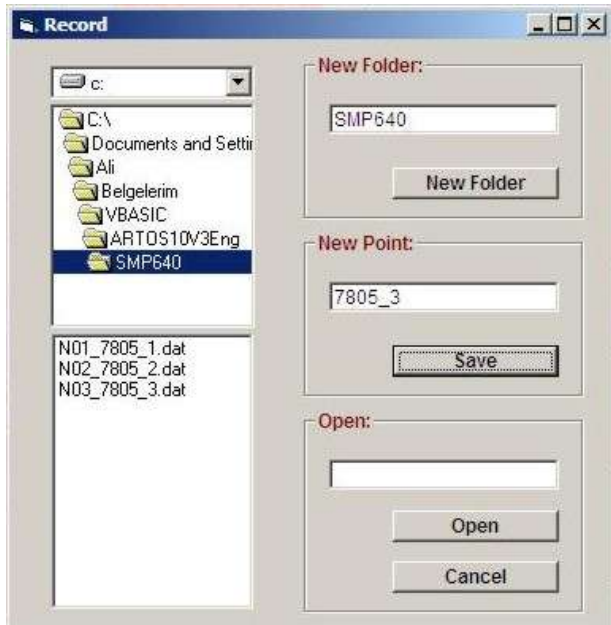 Record
c:
C:\
Documents and Settin
Ali
Belgelerim
VBASIC
ARTOS10V3Eng
SMP640
N01_7805_1.dat
N02_7805_2.dat
N03_7805_3.dat
New Folder:
SMP640
New Folder
New Point:
7805_3
Save
Open:
Open
Cancel